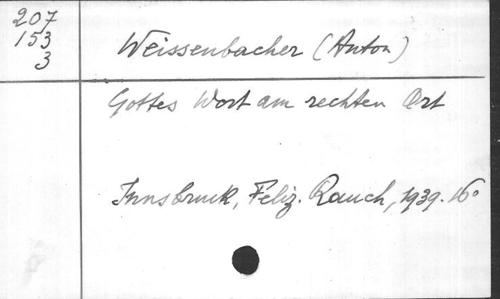 207
153
3
Weissenbacher (Anton)
Gottes Wort am rechten Ort
Innsbruck, Feliz. Rauch, 1939. 16°